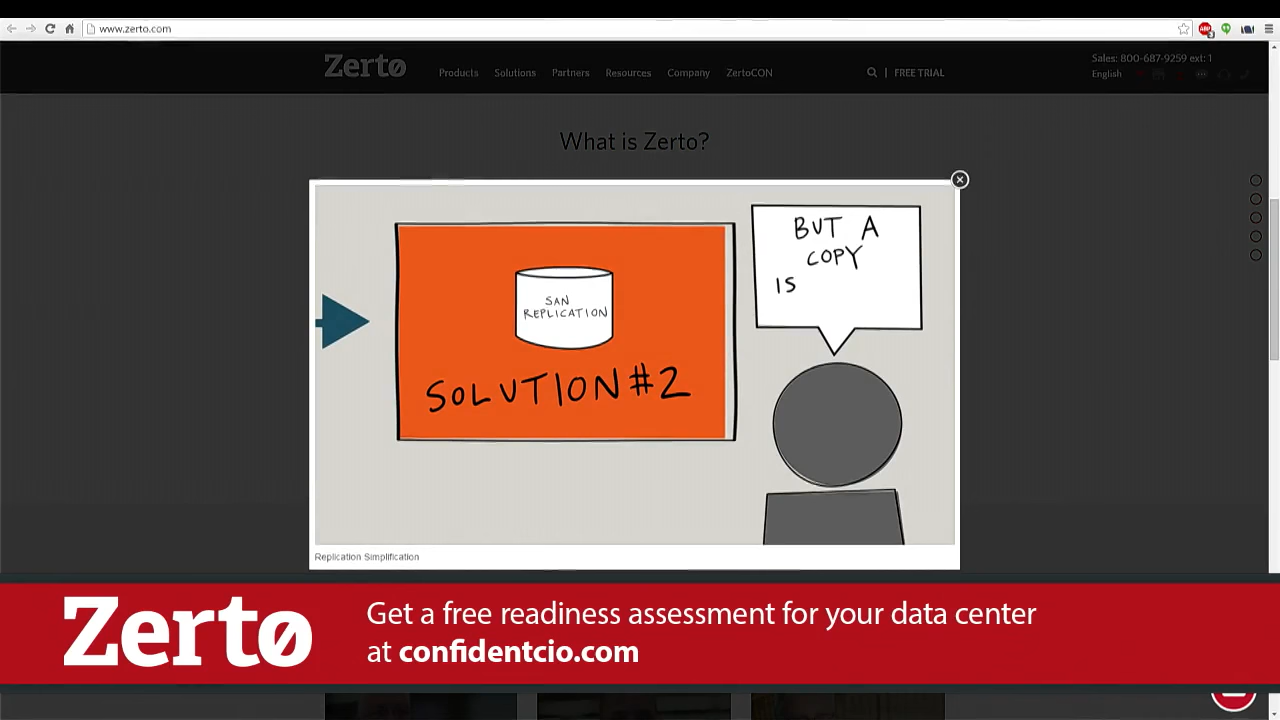 www.zerto.com
Zerto
Products Solutions Partners Resources Company ZertoCON
FREE TRIAL
Sales: 800-687-9259 ext: 1
English
What is Zerto?
BUT A
COPY
IS
SAN
REPLICATION
SOLUTION #2
Replication Simplification
Zerto
Get a free readiness assessment for your data center
at confidentcio.com